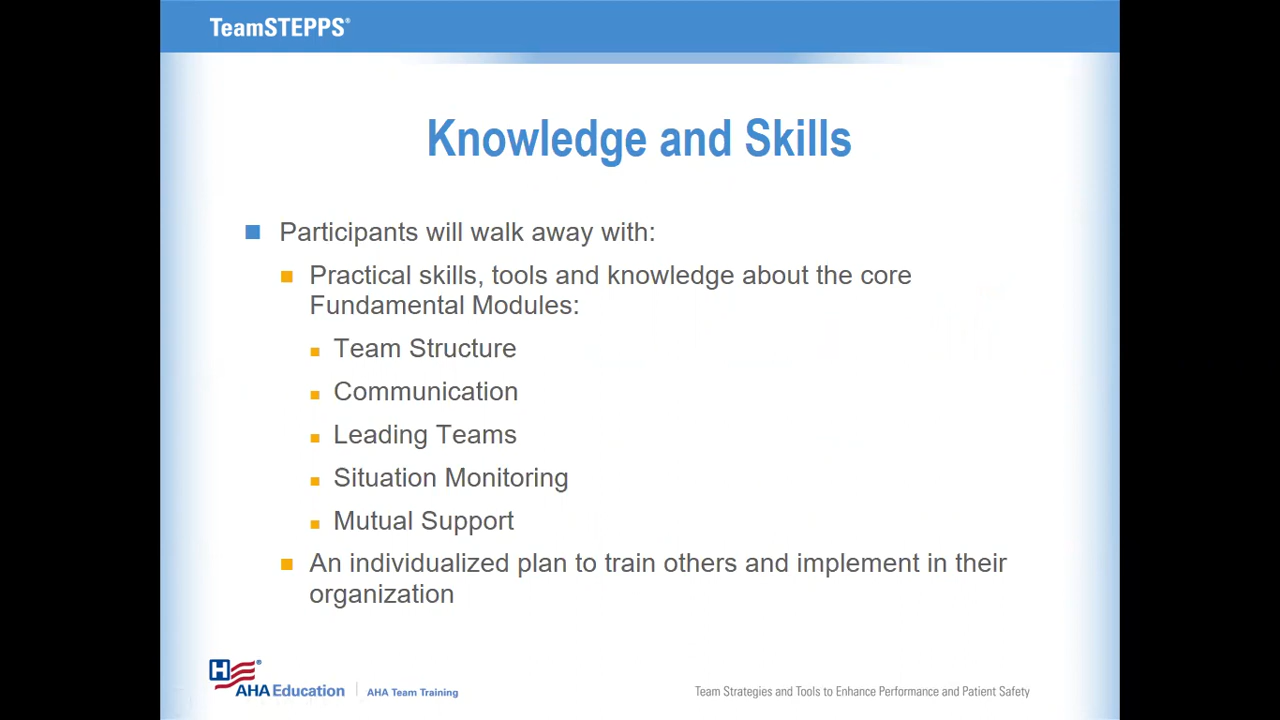 TeamSTEPPS®
Knowledge and Skills
Participants will walk away with:
Practical skills, tools and knowledge about the core
Fundamental Modules:
Team Structure
Communication
Leading Teams
Situation Monitoring
Mutual Support
An individualized plan to train others and implement in their
organization
H®
AHA Education | AHA Team Training
Team Strategies and Tools to Enhance Performance and Patient Safety